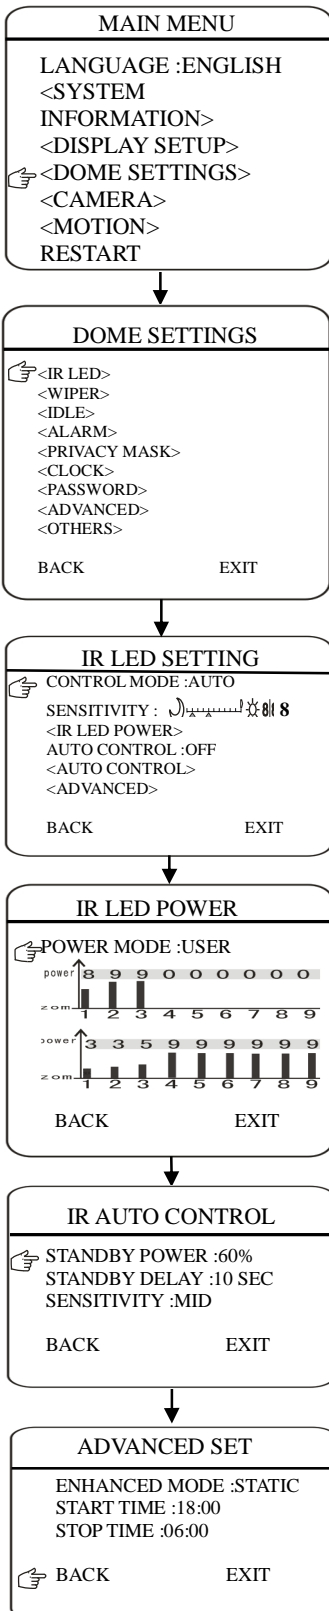 MAIN MENU
LANGUAGE :ENGLISH
<SYSTEM
INFORMATION>
<DISPLAY SETUP>
<DOME SETTINGS>
<CAMERA>
<MOTION>
RESTART
DOME SETTINGS
<IR LED>
<WIPER>
<IDLE>
<ALARM>
<PRIVACY MASK>
<CLOCK>
<PASSWORD>
<ADVANCED>
<OTHERS>
BACK EXIT
IR LED SETTING
CONTROL MODE :AUTO
SENSITIVITY : 8
<IR LED POWER>
AUTO CONTROL :OFF
<AUTO CONTROL>
<ADVANCED>
BACK EXIT
IR LED POWER
POWER MODE :USER
power 8 9 9 0 0 0 0 0 0
zom 1 2 3 4 5 6 7 8 9
power 3 3 5 9 9 9 9 9 9
zom 1 2 3 4 5 6 7 8 9
BACK EXIT
IR AUTO CONTROL
STANDBY POWER :60%
STANDBY DELAY :10 SEC
SENSITIVITY :MID
BACK EXIT
ADVANCED SET
ENHANCED MODE :STATIC
START TIME :18:00
STOP TIME :06:00
BACK EXIT